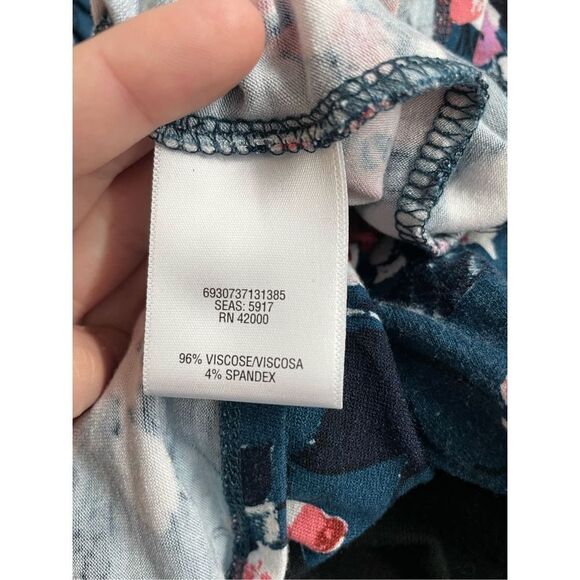 6930737131385
SEAS: 5917
RN 42000
96% VISCOSE/VISCOSA
4% SPANDEX